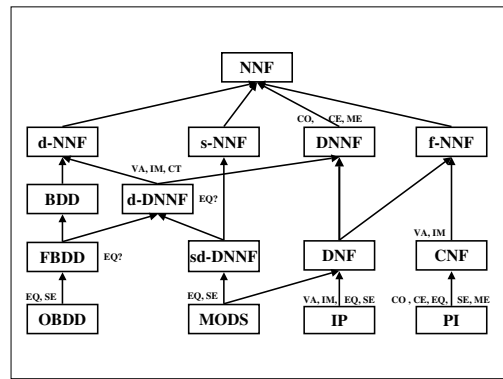 NNF
CO, CE, ME
d-NNF s-NNF DNNF f-NNF
VA, IM, CT
BDD d-DNNF EQ?
VA, IM
FBDD EQ? sd-DNNF DNF CNF
EQ, SE EQ, SE VA, IM, EQ, SE CO , CE, EQ, SE, ME
OBDD MODS IP PI